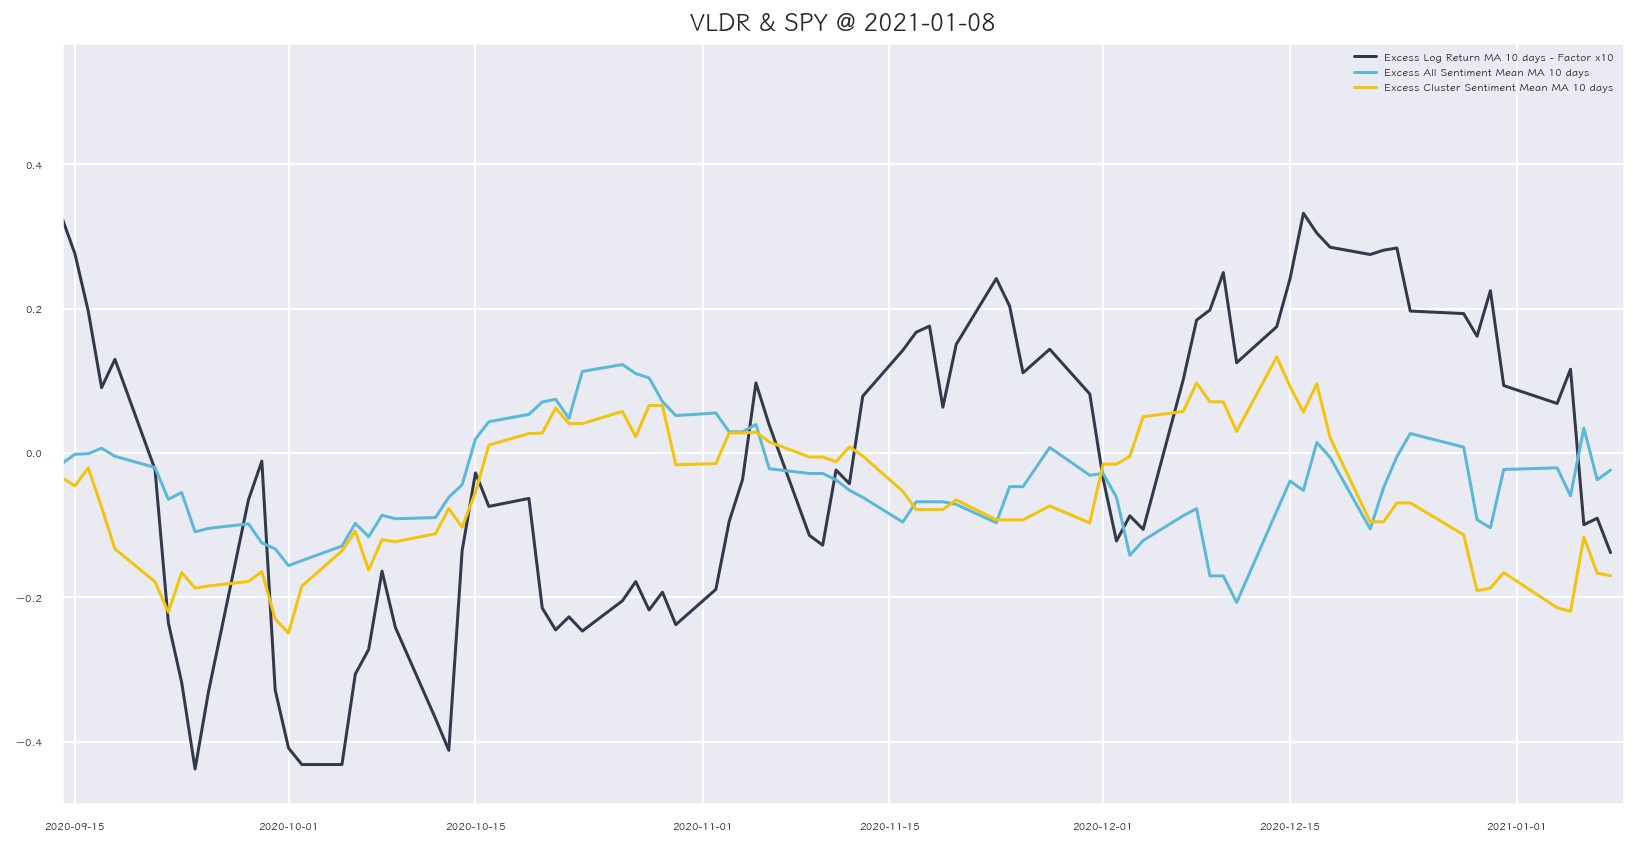 VLDR & SPY @ 2021-01-08
Excess Log Return MA 10 days - Factor x10
Excess All Sentiment Mean MA 10 days
Excess Cluster Sentiment Mean MA 10 days
0.4
0.2
0.0
−0.2
−0.4
2020-09-15 2020-10-01 2020-10-15 2020-11-01 2020-11-15 2020-12-01 2020-12-15 2021-01-01